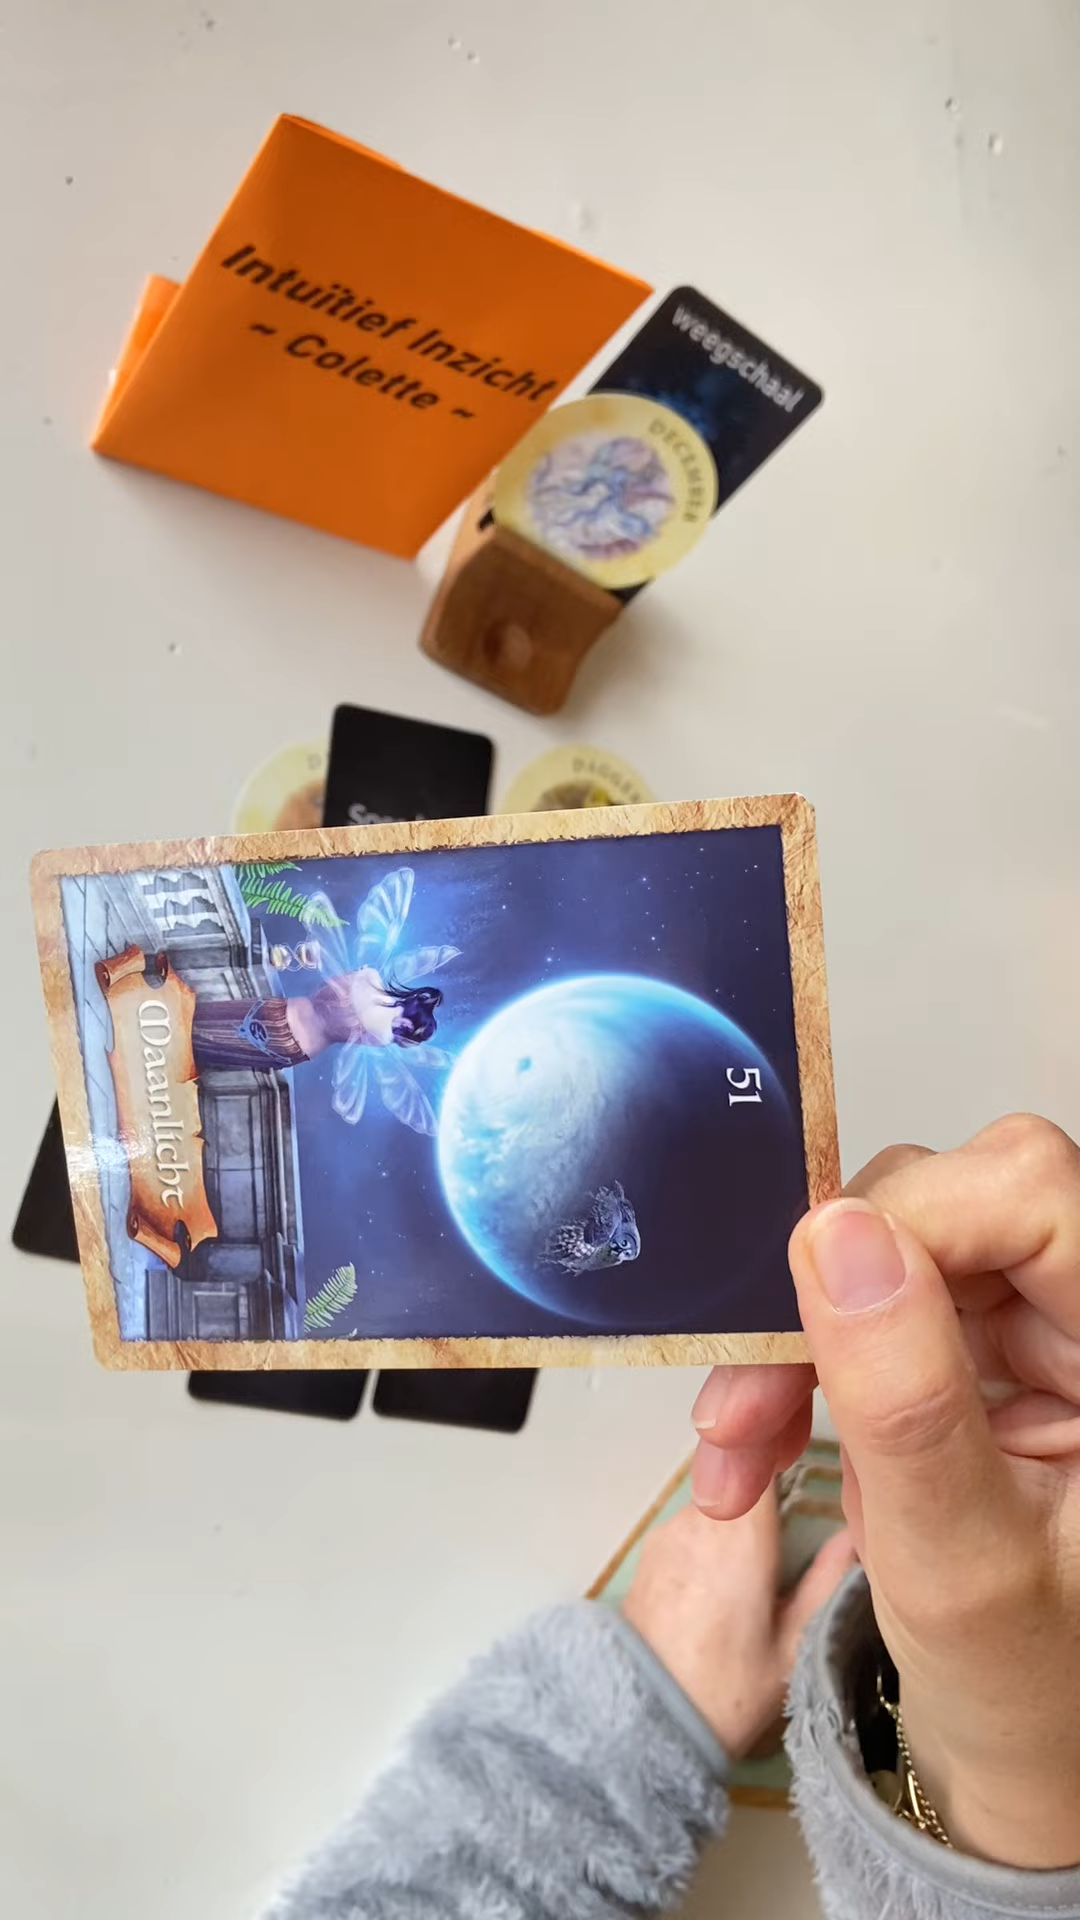 Intuïtief Inzicht
~ Colette ~
weegschaal
DECEMBER
51
Maanlicht